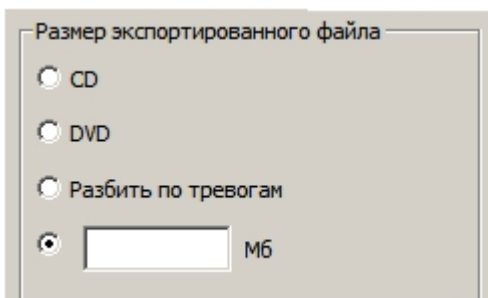 Размер экспортированного файла
CD
DVD
Разбить по тревогам
Мб